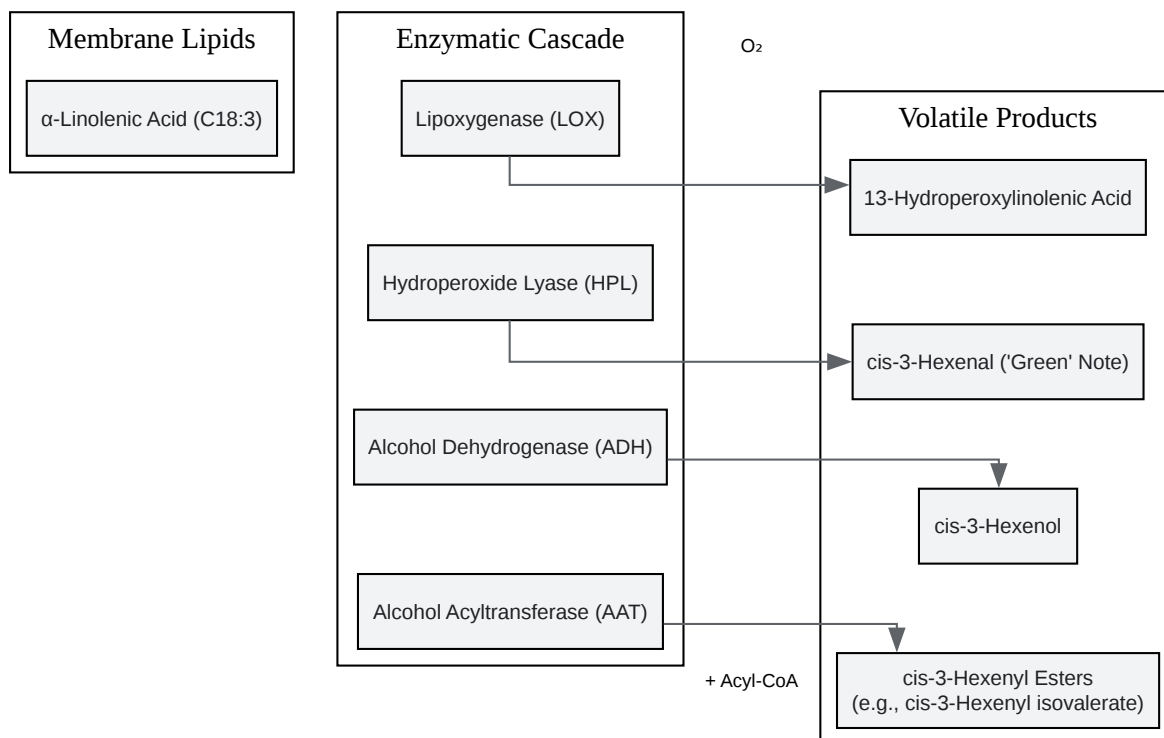 Membrane Lipids
α-Linolenic Acid (C18:3)
Enzymatic Cascade
Lipoxygenase (LOX)
Hydroperoxide Lyase (HPL)
Alcohol Dehydrogenase (ADH)
Alcohol Acyltransferase (AAT)
O₂
+ Acyl-CoA
Volatile Products
13-Hydroperoxylinolenic Acid
cis-3-Hexenal ('Green' Note)
cis-3-Hexenol
cis-3-Hexenyl Esters
(e.g., cis-3-Hexenyl isovalerate)